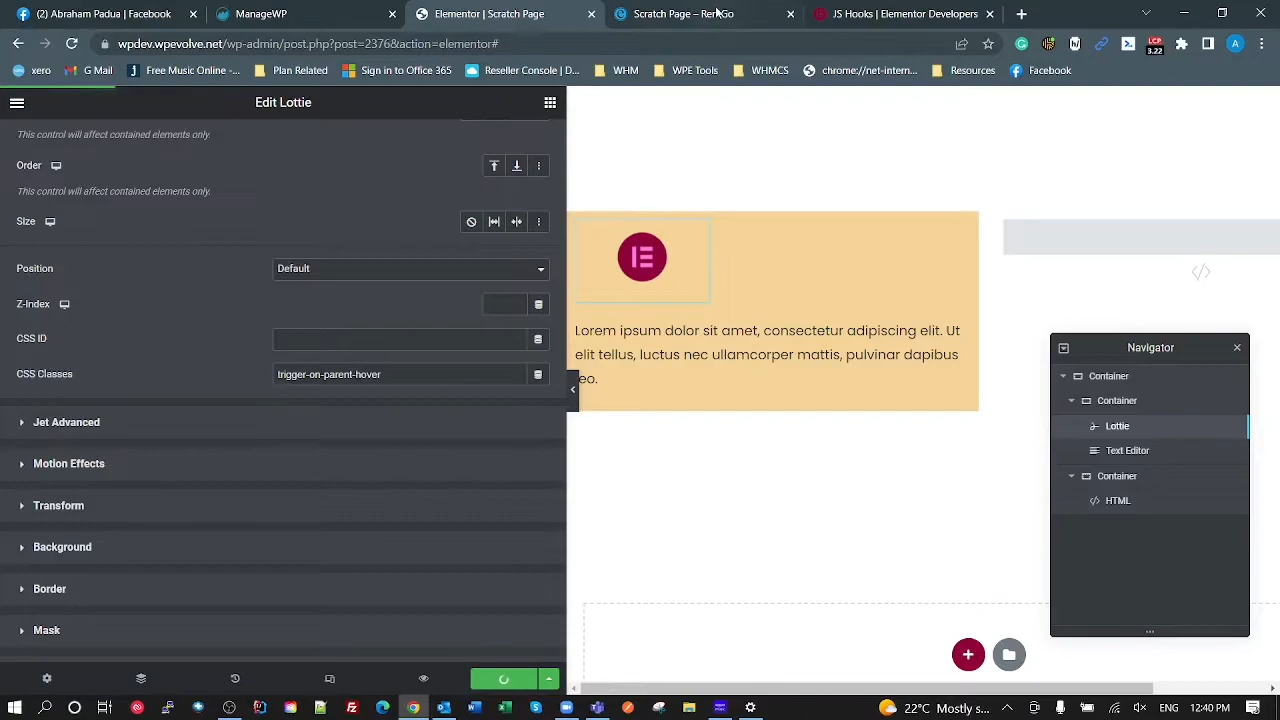 (2) Abraham Padua | Facebook
ManageWP
Elementor | Scratch Page
Scratch Page – Re
Go
JS Hooks | Elementor Developers
wpdev.wpevolve.net/wp-admin/post.php?post=2376&action=elementor#
LCP
3.22
A
xero
G Mail
Free Music Online -...
Plan Behind
Sign in to Office 365
Reseller Console | D...
WHM
WPE Tools
WHMCS
chrome://net-intern...
Resources
Facebook
Edit Lottie
This control will affect contained elements only.
Order
This control will affect contained elements only.
Size
Position
Default
Z-Index
CSS ID
CSS Classes
trigger-on-parent-hover
Jet Advanced
Motion Effects
Transform
Background
Border
Mask
Lorem ipsum dolor sit amet, consectetur adipiscing elit. Ut
elit tellus, luctus nec ullamcorper mattis, pulvinar dapibus
leo.
Navigator
Container
Container
Lottie
Text Editor
Container
HTML
22°C Mostly s...
ENG
12:40 PM